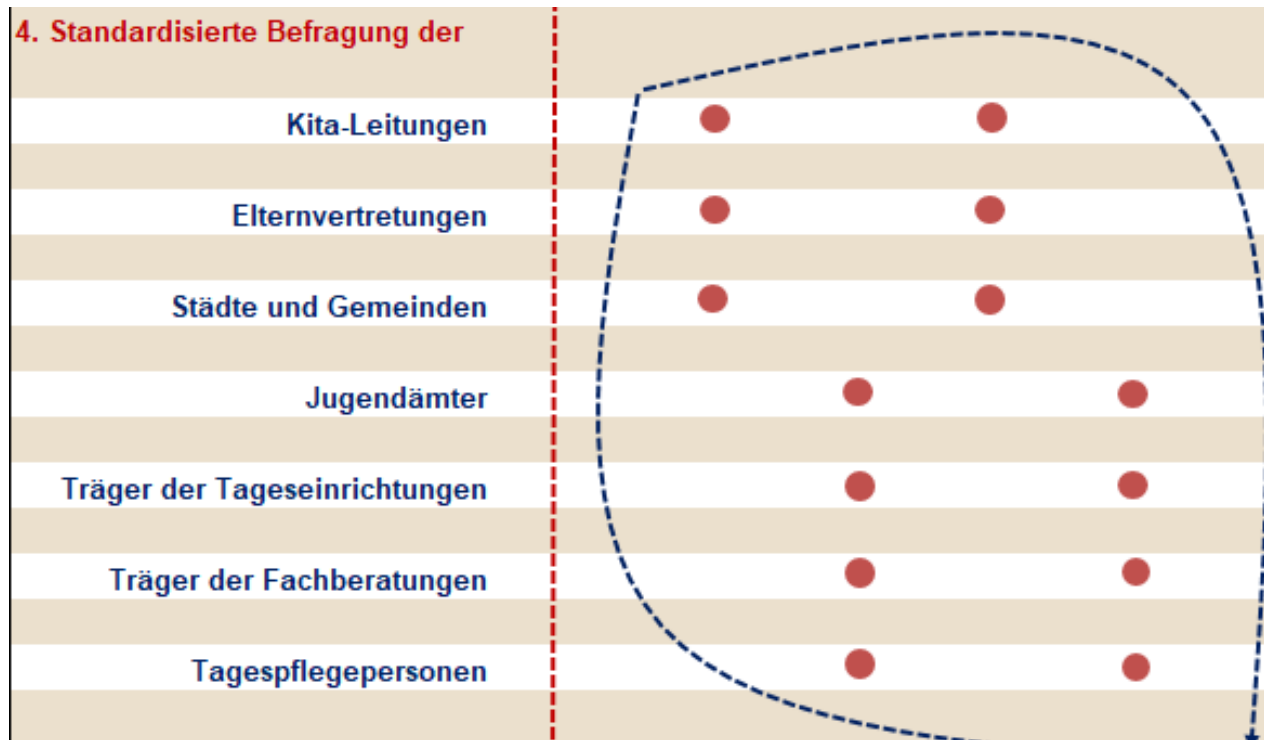 4. Standardisierte Befragung der
Kita-Leitungen
Elternvertretungen
Städte und Gemeinden
Jugendämter
Träger der Tageseinrichtungen
Träger der Fachberatungen
Tagespflegepersonen